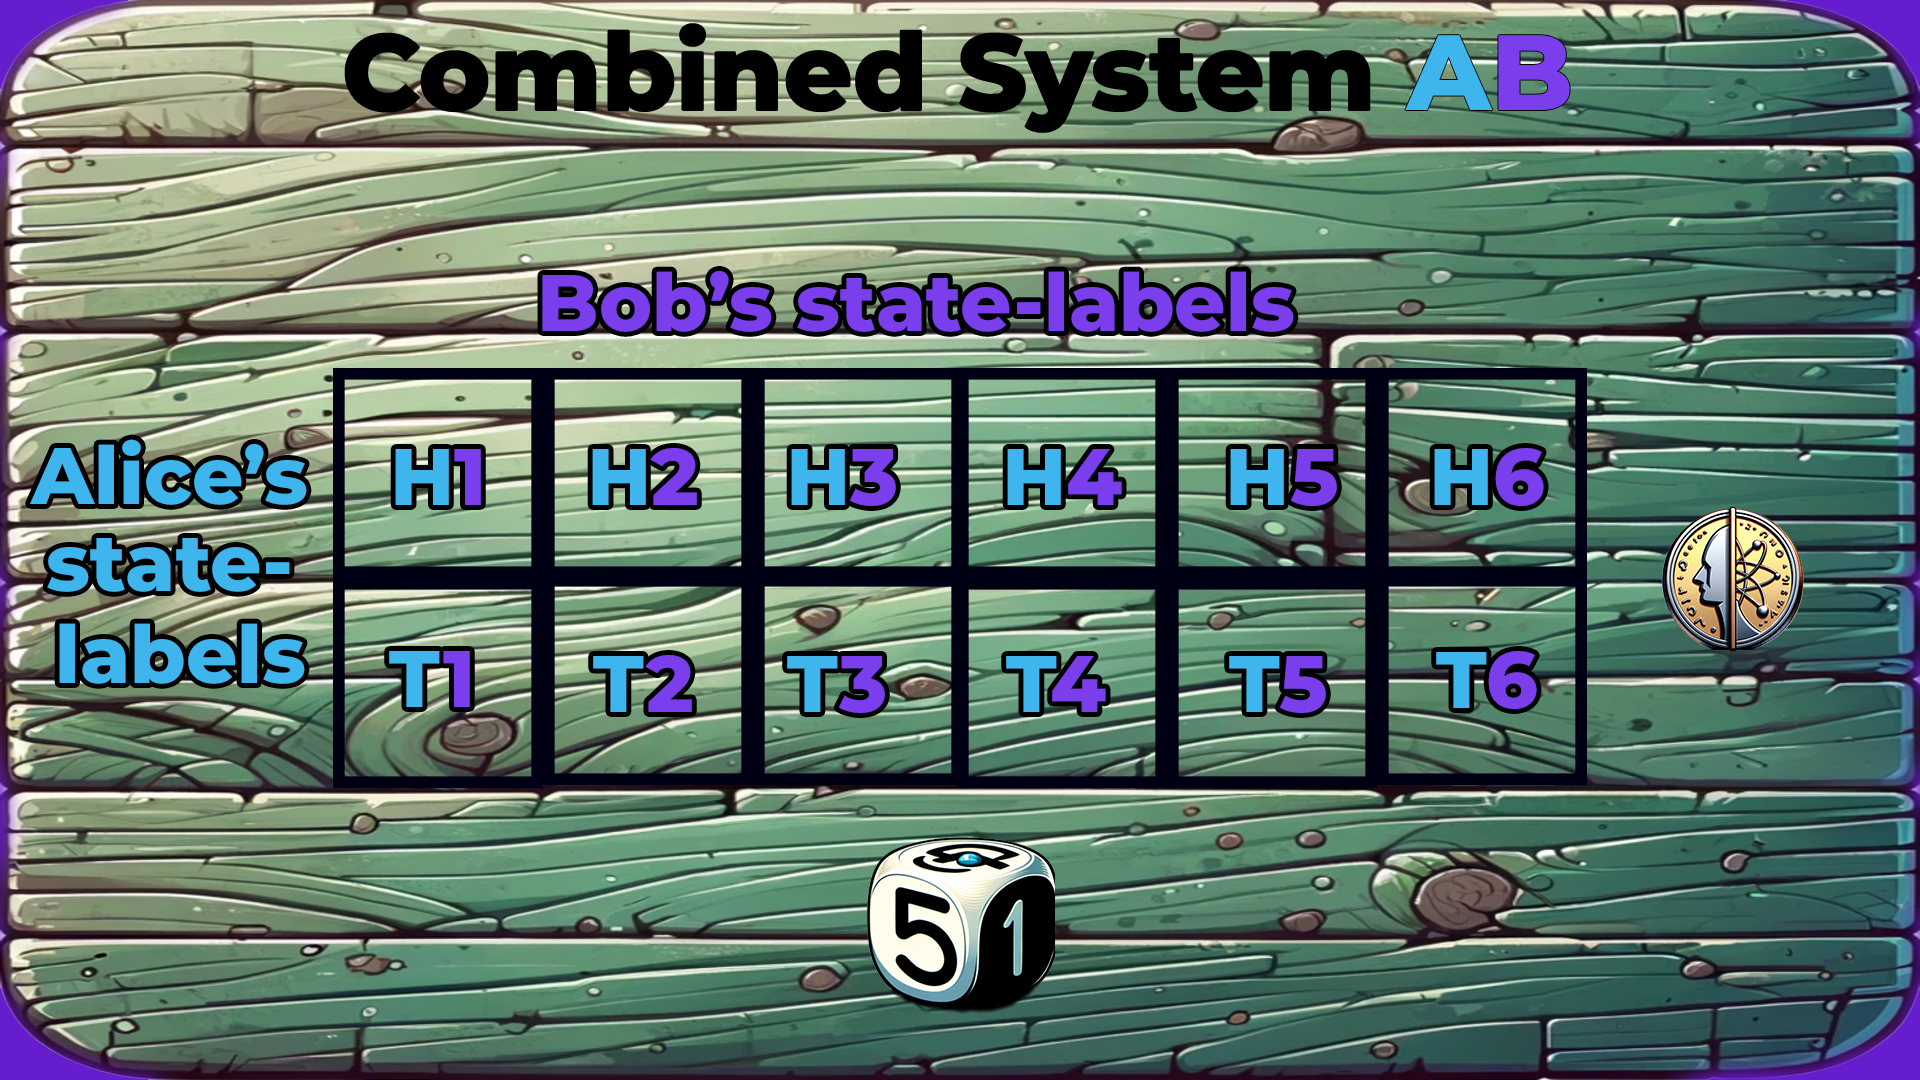 Combined System AB
Bob's state-labels
Alice's
state-
labels
H1 H2 H3 H4 H5 H6
T1 T2 T3 T4 T5 T6
5 1